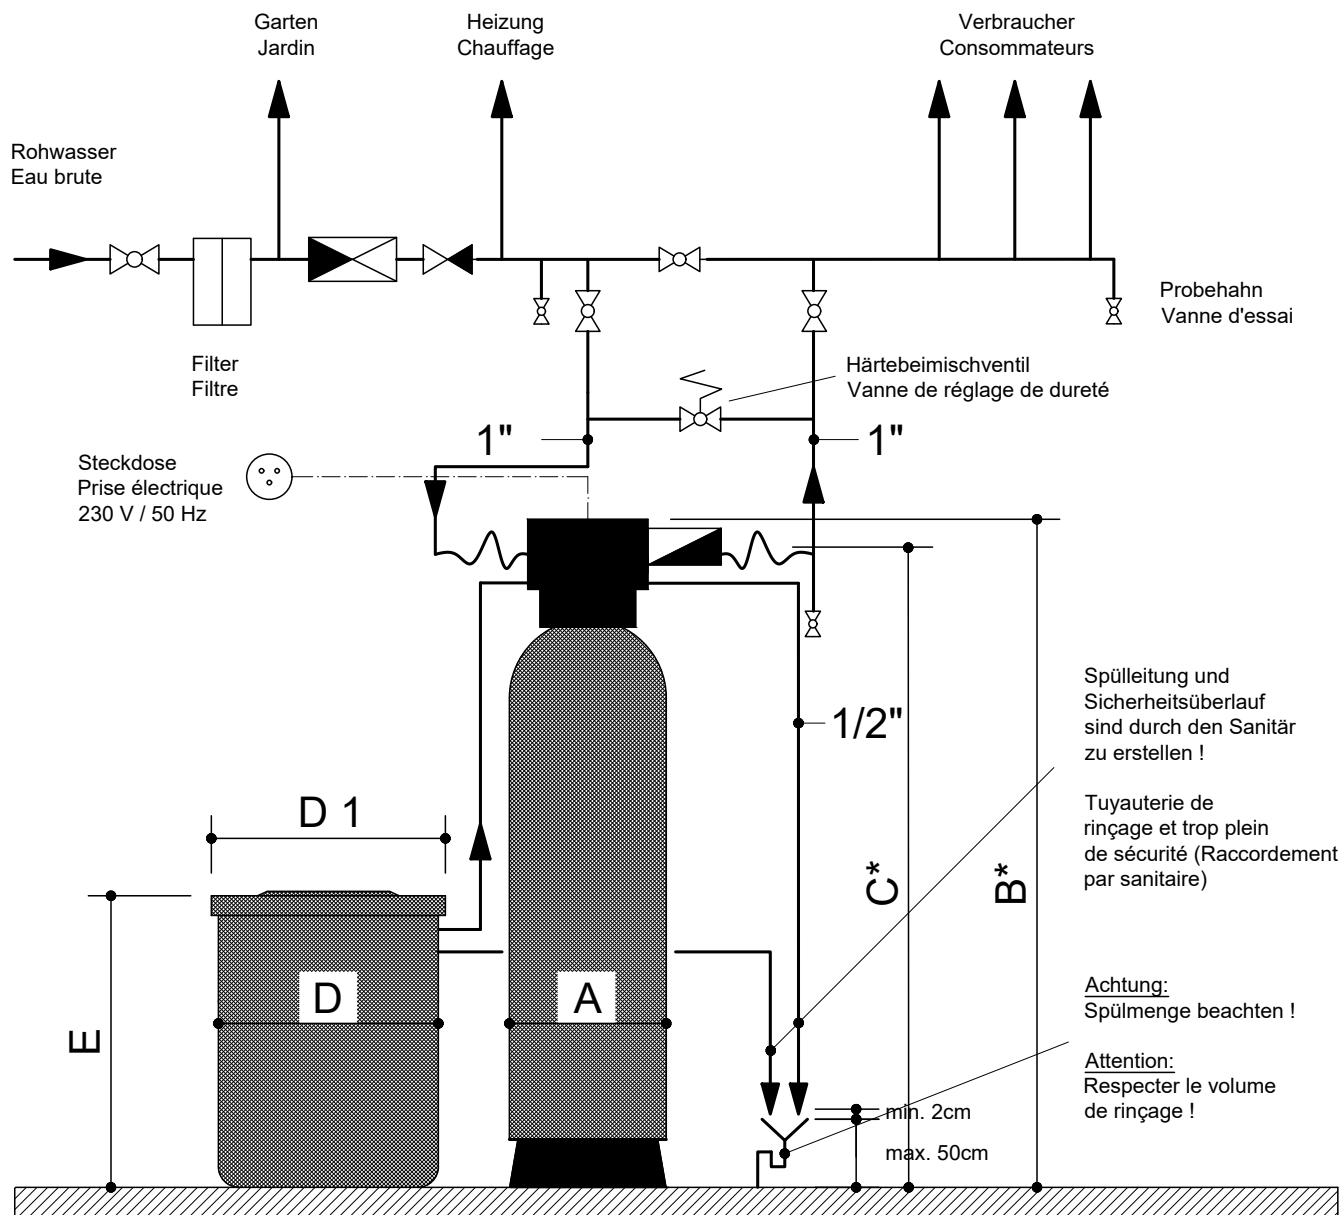 Garten
Jardin
Heizung
Chauffage
Verbraucher
Consommateurs
Rohwasser
Eau brute
Probehahn
Vanne d'essai
Filter
Filtre
Härtebeimischventil
Vanne de réglage de dureté
1"
1"
Steckdose
Prise électrique
230 V / 50 Hz
Spülleitung und
Sicherheitsüberlauf
sind durch den Sanitär
zu erstellen !
1/2"
Tuyauterie de
rinçage et trop plein
de sécurité (Raccordement
par sanitaire)
D 1
C*
B*
D
A
E
Achtung:
Spülmenge beachten !
Attention:
Respecter le volume
de rinçage !
min. 2cm
max. 50cm